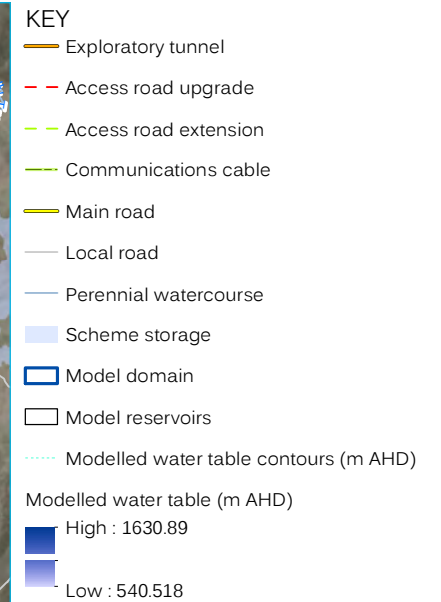 KEY
Exploratory tunnel
Access road upgrade
Access road extension
Communications cable
Main road
Local road
Perennial watercourse
Scheme storage
Model domain
Model reservoirs
Modelled water table contours (m AHD)
Modelled water table (m AHD)
High : 1630.89
Low : 540.518